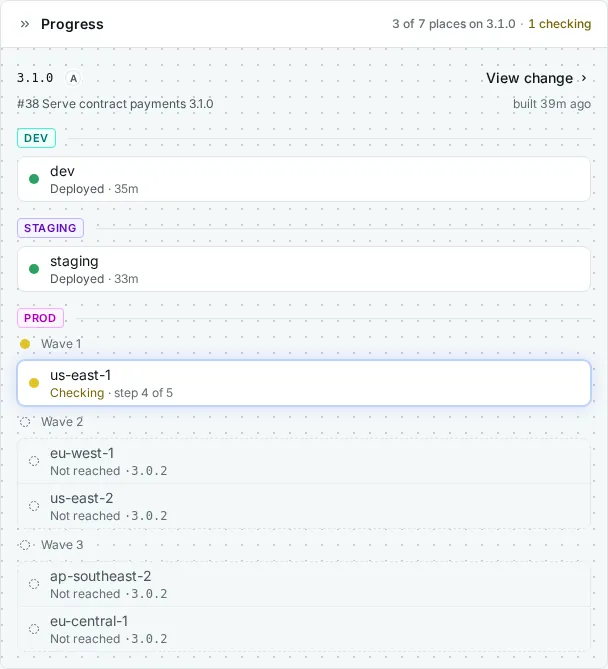 » Progress
3 of 7 places on 3.1.0 · 1 checking
3.1.0 A
View change ›
#38 Serve contract payments 3.1.0
built 39m ago
DEV
dev
Deployed · 35m
STAGING
staging
Deployed · 33m
PROD
Wave 1
us-east-1
Checking · step 4 of 5
Wave 2
eu-west-1
Not reached · 3.0.2
us-east-2
Not reached · 3.0.2
Wave 3
ap-southeast-2
Not reached · 3.0.2
eu-central-1
Not reached · 3.0.2